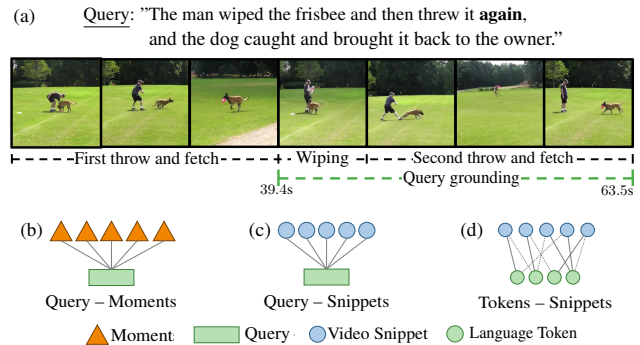 (a) Query: "The man wiped the frisbee and then threw it again,
and the dog caught and brought it back to the owner."
First throw and fetch Wiping Second throw and fetch
Query grounding
39.4s 63.5s
(b) (c) (d)
Query – Moments Query – Snippets Tokens – Snippets
Moment Query Video Snippet Language Token